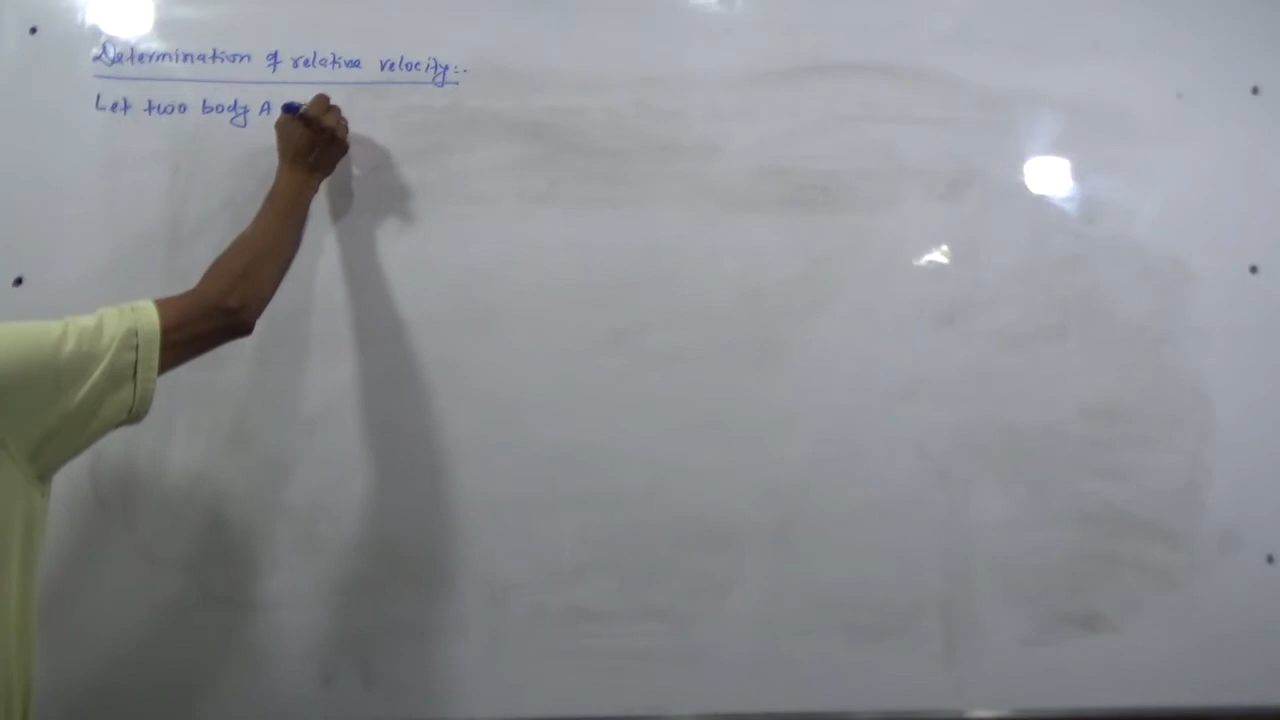 Determination of relative velocity:-
Let two body A